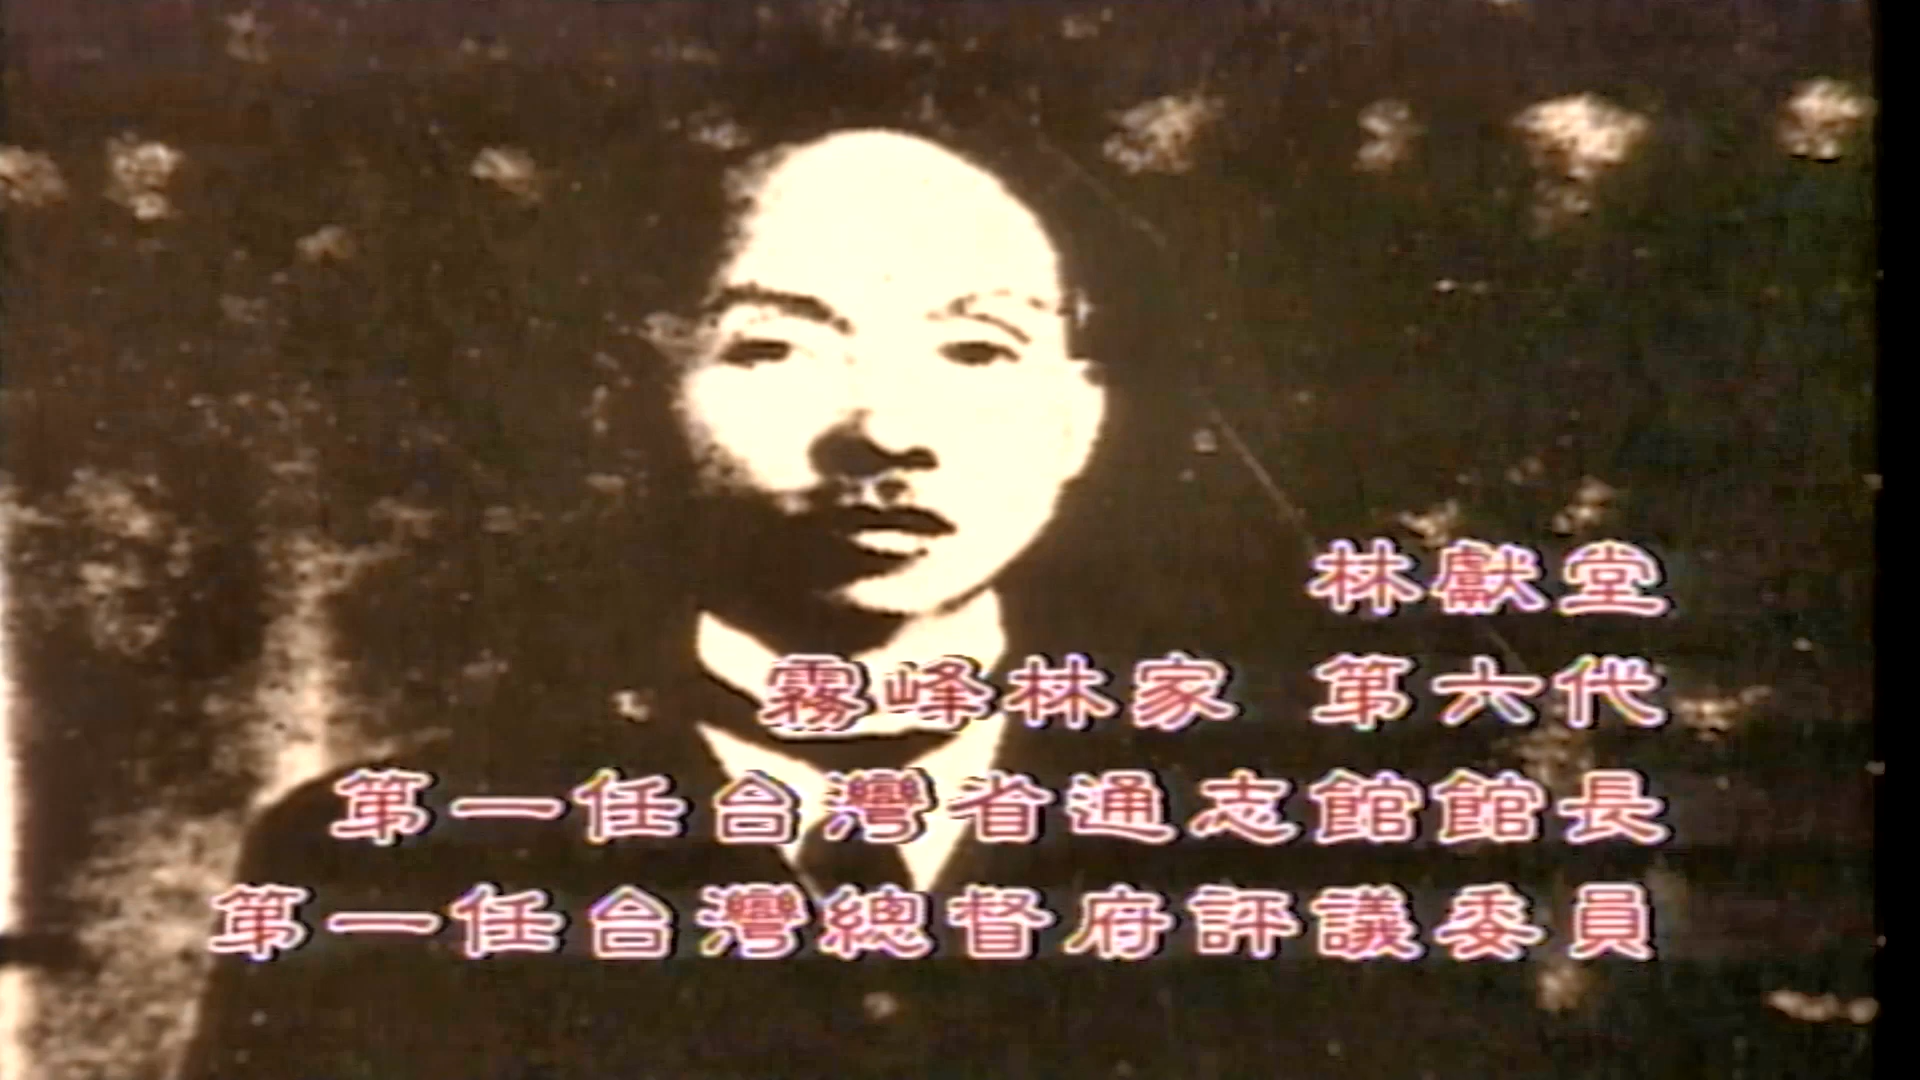 林獻堂
霧峰林家 第六代
第一任台灣省通志館館長
第一任台灣總督府評議委員